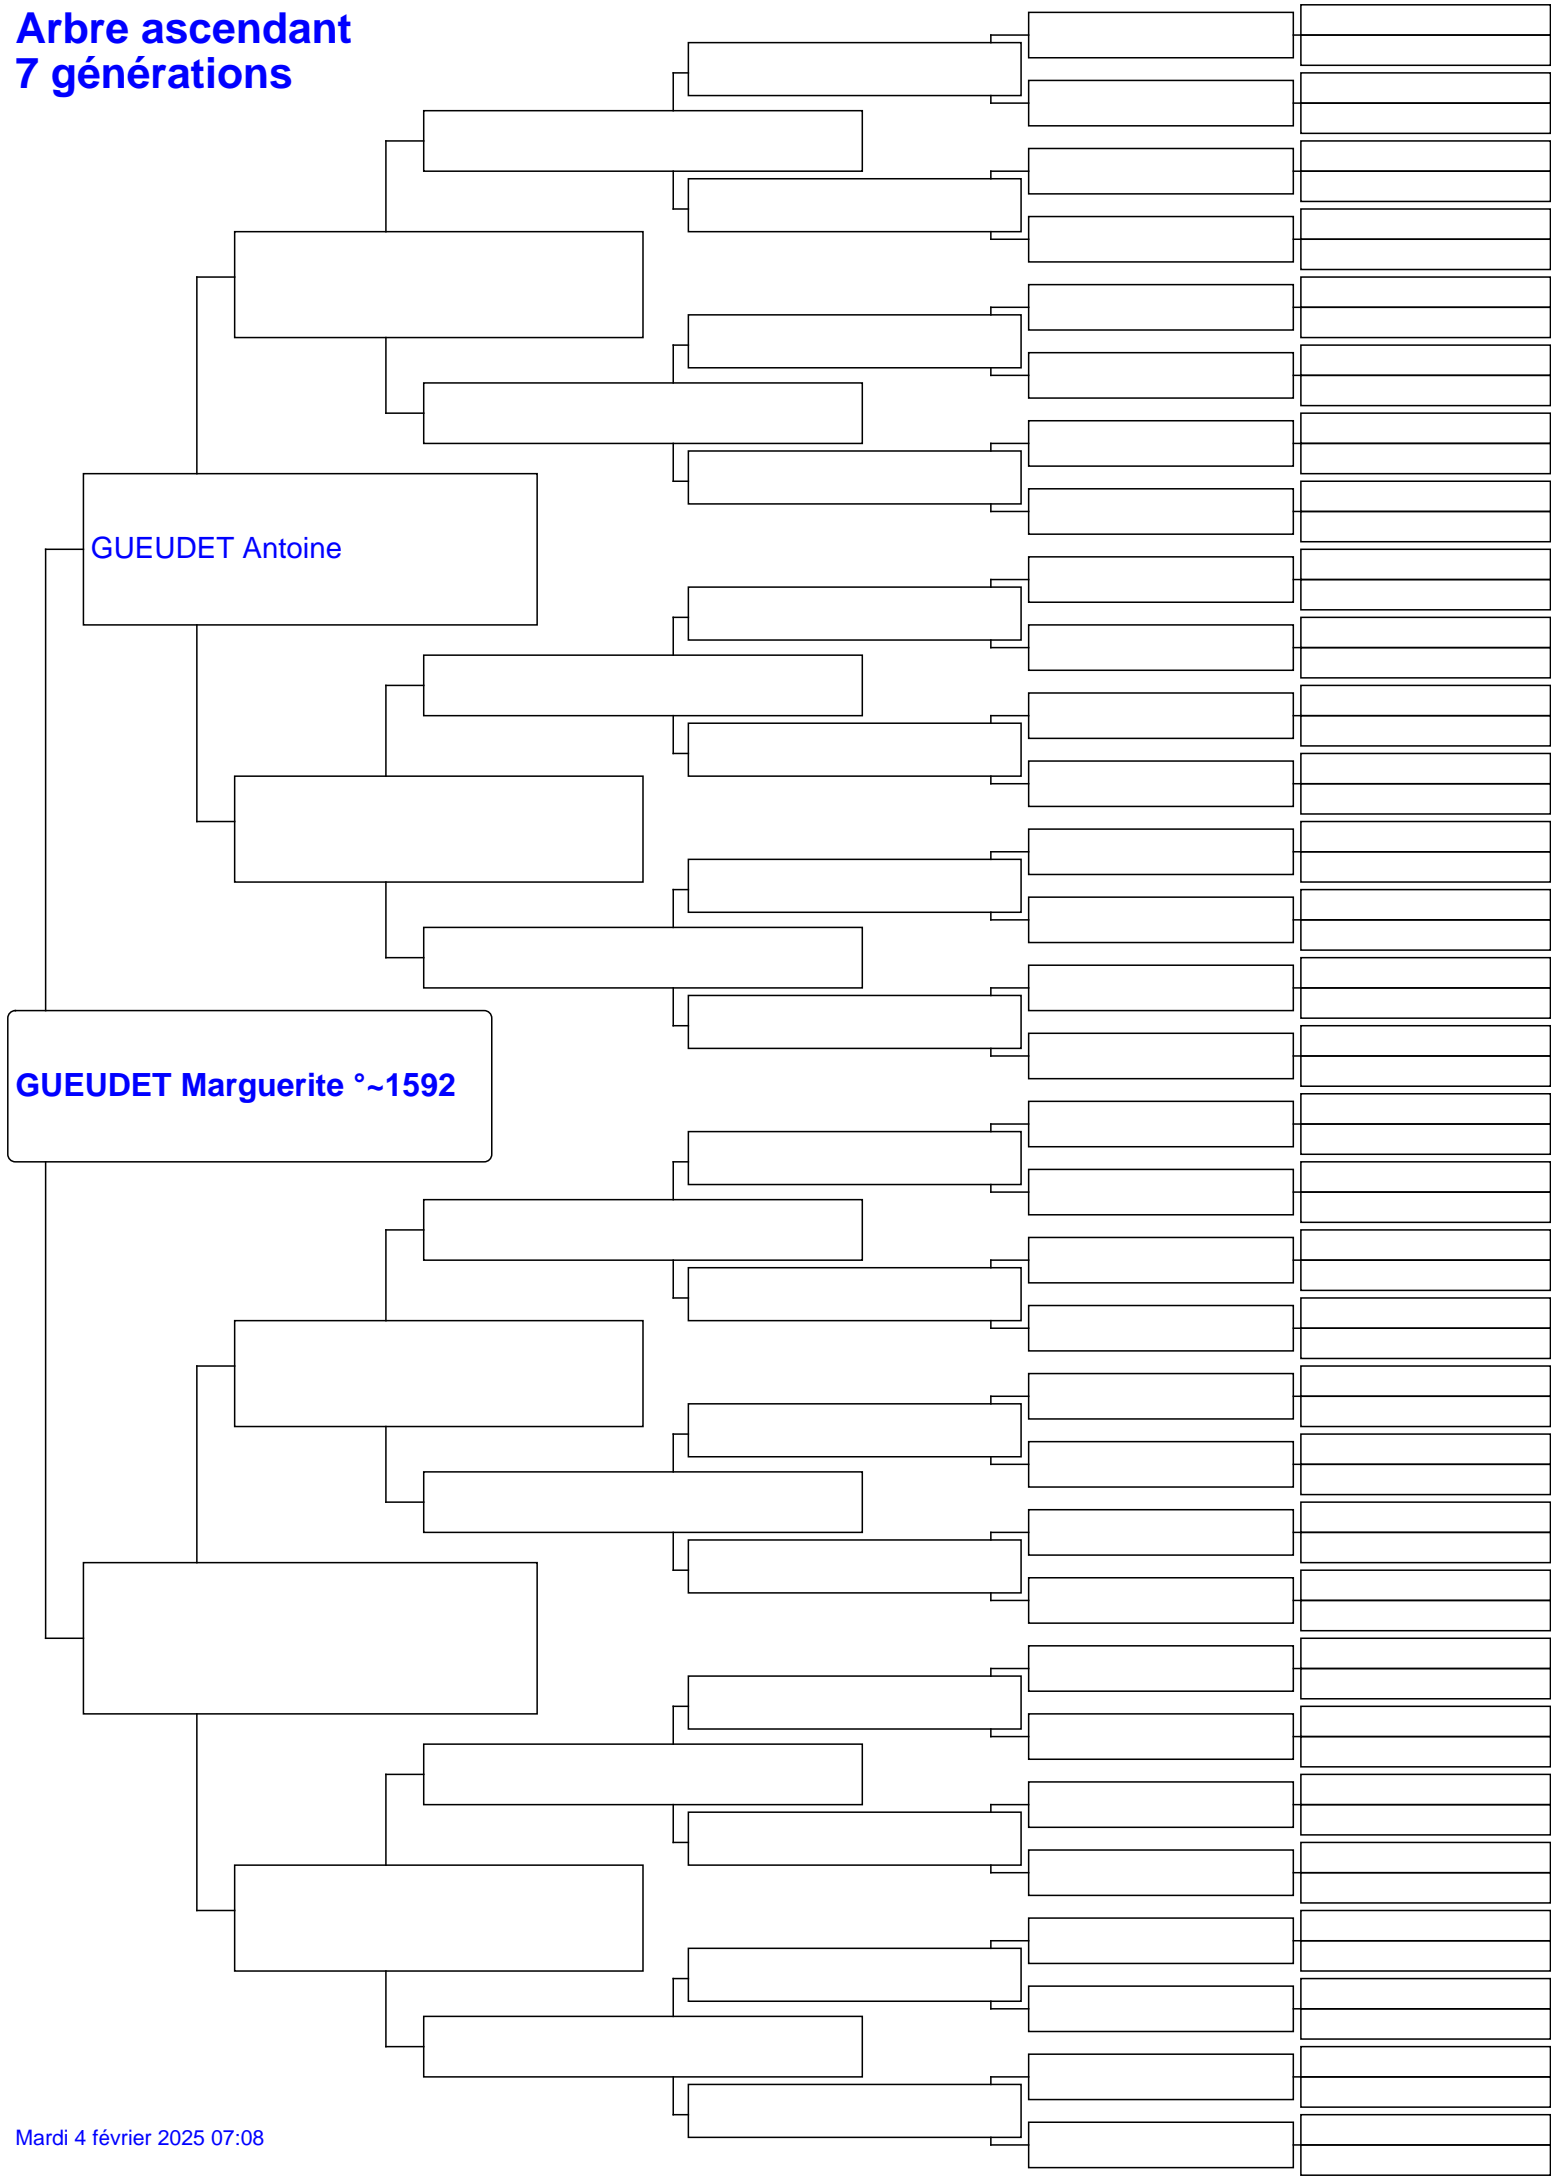 Arbre ascendant
7 générations
GUEUDET Antoine
GUEUDET Marguerite °~1592
Mardi 4 février 2025 07:08